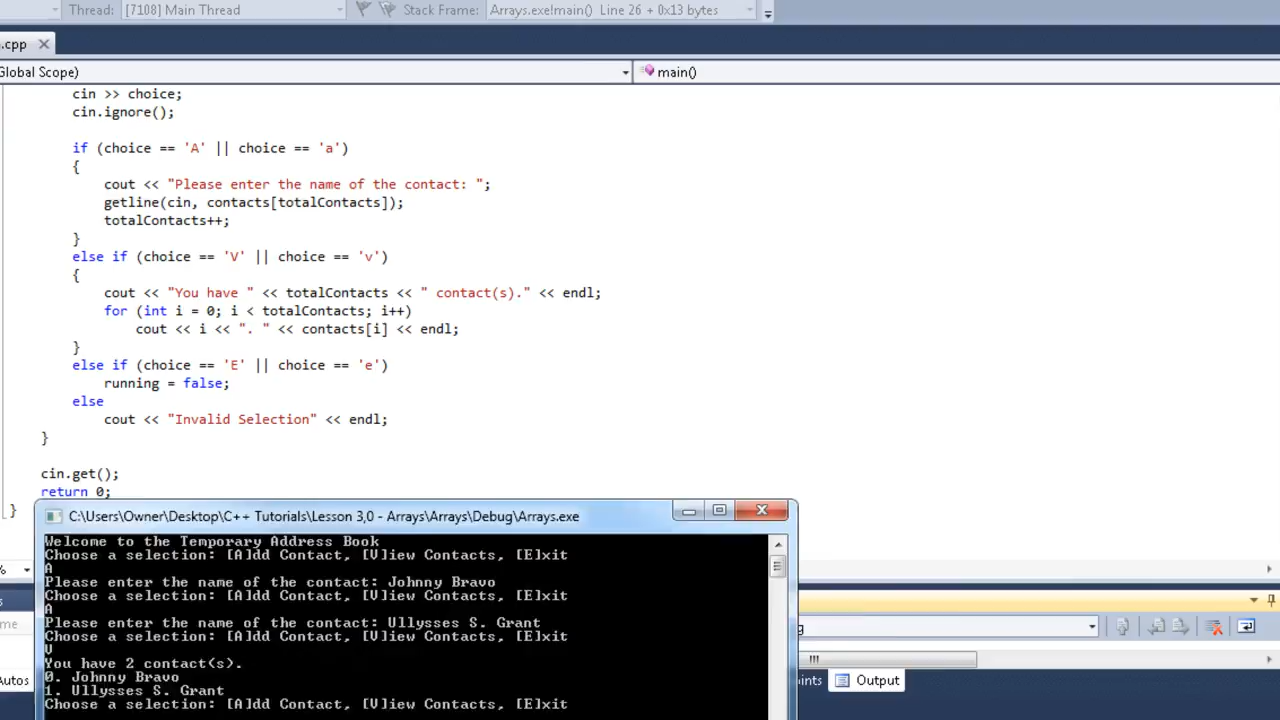 Thread: [7108] Main Thread Stack Frame: Arrays.exe!main() Line 26 + 0x13 bytes
.cpp
Global Scope) main()
cin >> choice;
cin.ignore();
if (choice == 'A' || choice == 'a')
{
cout << "Please enter the name of the contact: ";
getline(cin, contacts[totalContacts]);
totalContacts++;
}
else if (choice == 'V' || choice == 'v')
{
cout << "You have " << totalContacts << " contact(s)." << endl;
for (int i = 0; i < totalContacts; i++)
cout << i << ". " << contacts[i] << endl;
}
else if (choice == 'E' || choice == 'e')
running = false;
else
cout << "Invalid Selection" << endl;
}
cin.get();
return 0;
}
C:\Users\Owner\Desktop\C++ Tutorials\Lesson 3,0 - Arrays\Arrays\Debug\Arrays.exe
Welcome to the Temporary Address Book
Choose a selection: [A]dd Contact, [V]iew Contacts, [E]xit
A
Please enter the name of the contact: Johnny Bravo
Choose a selection: [A]dd Contact, [V]iew Contacts, [E]xit
A
Please enter the name of the contact: Ullysses S. Grant
Choose a selection: [A]dd Contact, [V]iew Contacts, [E]xit
V
You have 2 contact(s).
0. Johnny Bravo
1. Ullysses S. Grant
Choose a selection: [A]dd Contact, [V]iew Contacts, [E]xit
%
s
me
g
Autos
ints Output